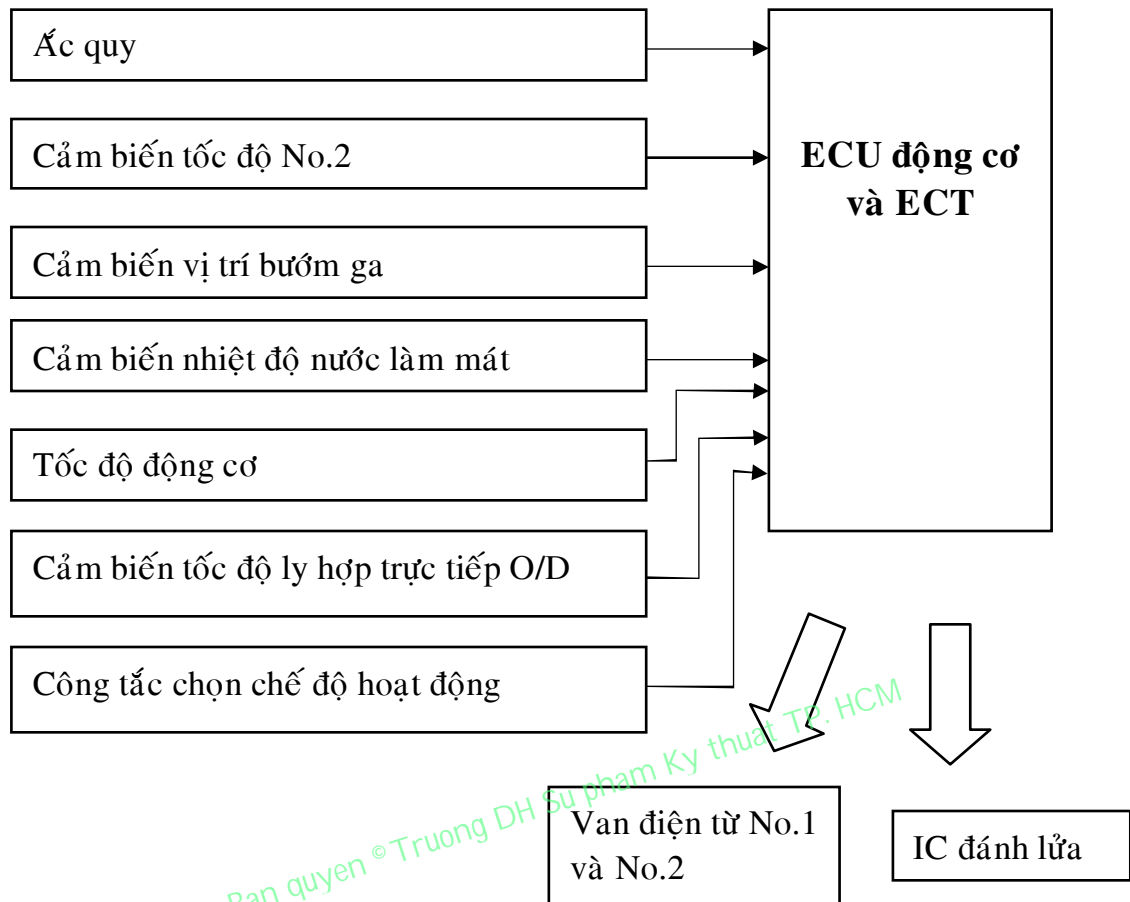 Ắc quy
Cảm biến tốc độ No.2
Cảm biến vị trí bướm ga
Cảm biến nhiệt độ nước làm mát
Tốc độ động cơ
Cảm biến tốc độ ly hợp trực tiếp O/D
Công tắc chọn chế độ hoạt động
ECU động cơ
và ECT
Van điện từ No.1
và No.2
IC đánh lửa
Ban quyen © Truong DH Su pham Ky thuat TP. HCM